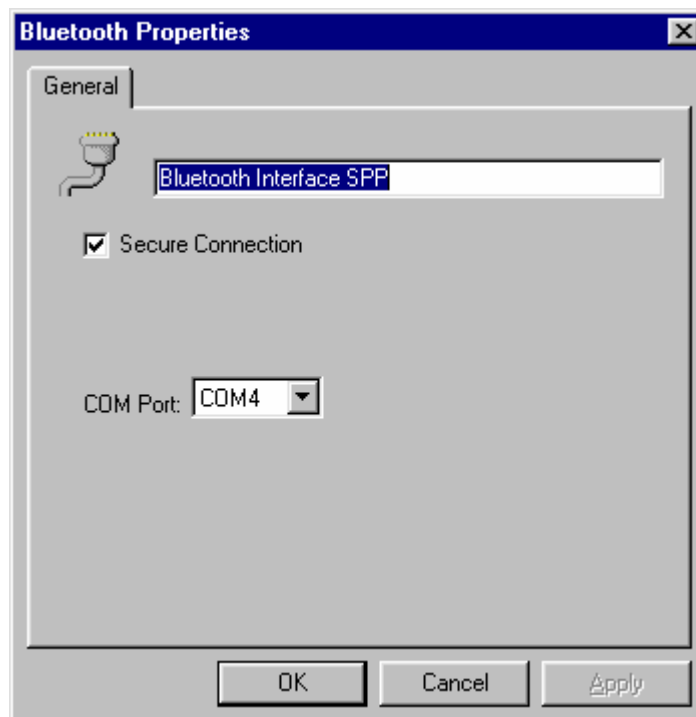 Bluetooth Properties
General
Bluetooth Interface SPP
Secure Connection
COM Port: COM4
OK Cancel Apply